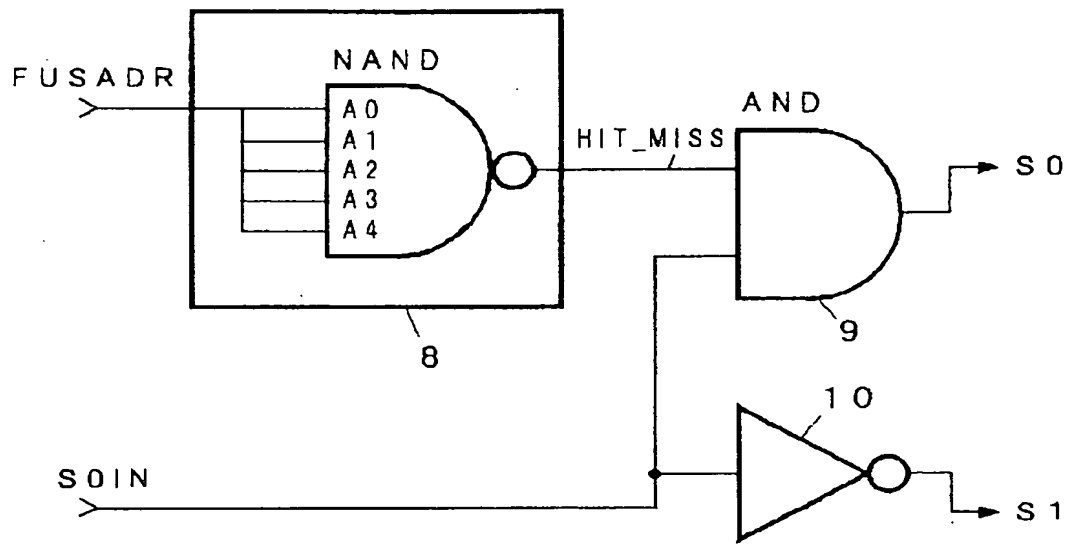 NAND
FUSADR
A0
A1
A2
A3
A4
HIT_MISS
AND
S0
8
9
10
S0IN
S1